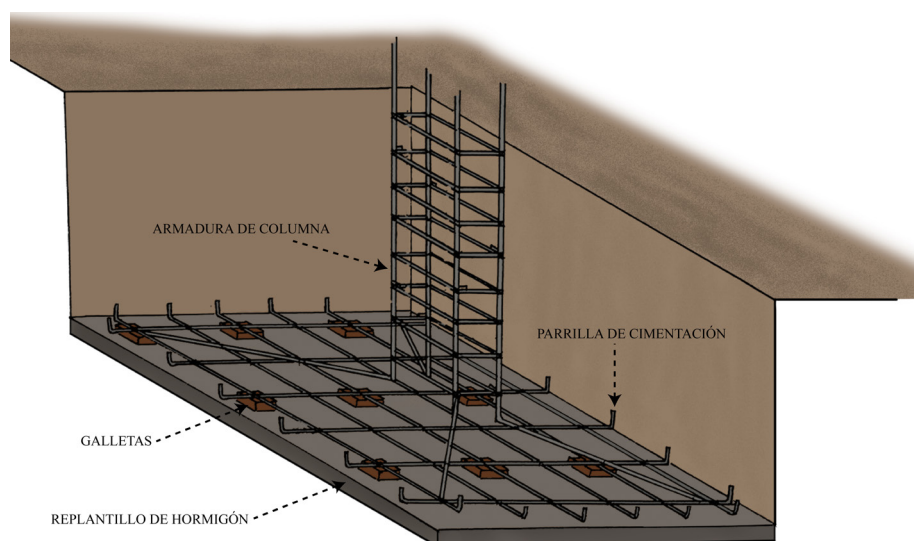 ARMADURA DE COLUMNA
PARRILLA DE CIMENTACIÓN
GALLETAS
REPLANTILLO DE HORMIGÓN